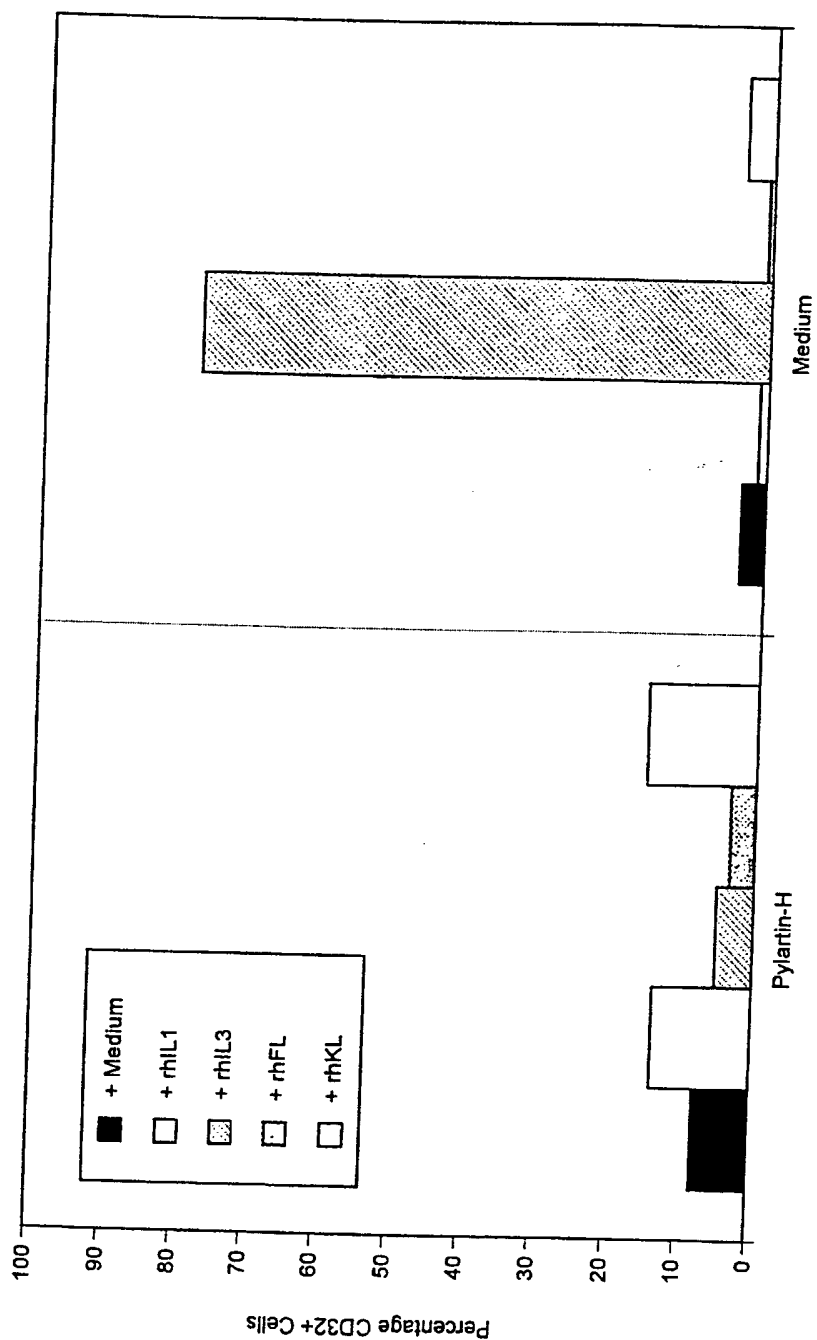 Percentage CD32+ Cells
100
90
80
70
60
50
40
30
20
10
0
+ Medium
+ rhIL1
+ rhIL3
+ rhFL
+ rhKL
Pylartin-H
Medium